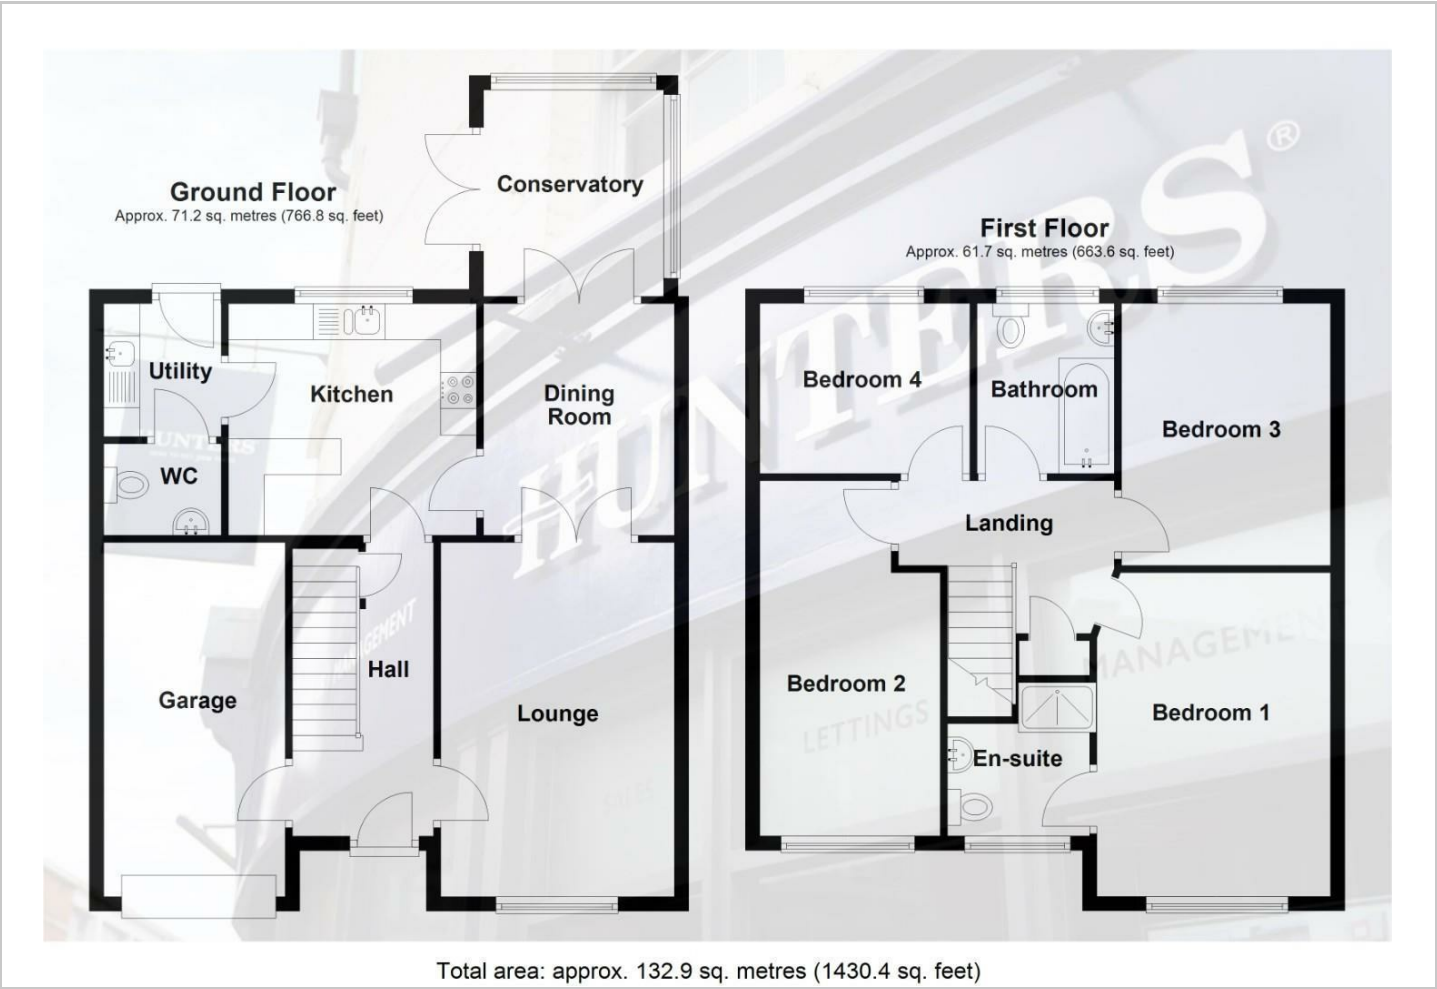 Ground Floor
Approx. 71.2 sq. metres (766.8 sq. feet)
Conservatory
Utility
Kitchen
Dining
Room
WC
Garage
Hall
Lounge
First Floor
Approx. 61.7 sq. metres (663.6 sq. feet)
Bedroom 4
Bathroom
Bedroom 3
Landing
Bedroom 2
Bedroom 1
En-suite
HUNTERS®
HUNTERS
MANAGEMENT
LETTINGS
SALES
MANAGEMENT
Total area: approx. 132.9 sq. metres (1430.4 sq. feet)